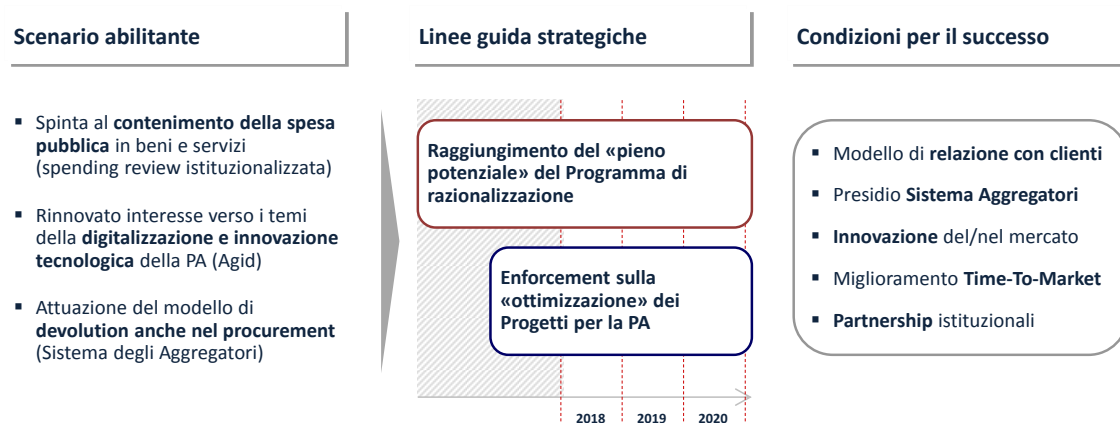 Scenario abilitante
▪ Spinta al contenimento della spesa
pubblica in beni e servizi
(spending review istituzionalizzata)
▪ Rinnovato interesse verso i temi
della digitalizzazione e innovazione
tecnologica della PA (Agid)
▪ Attuazione del modello di
devolution anche nel procurement
(Sistema degli Aggregatori)
Linee guida strategiche
Raggiungimento del «pieno
potenziale» del Programma di
razionalizzazione
Enforcement sulla
«ottimizzazione» dei
Progetti per la PA
2018 2019 2020
Condizioni per il successo
▪ Modello di relazione con clienti
▪ Presidio Sistema Aggregatori
▪ Innovazione del/nel mercato
▪ Miglioramento Time-To-Market
▪ Partnership istituzionali